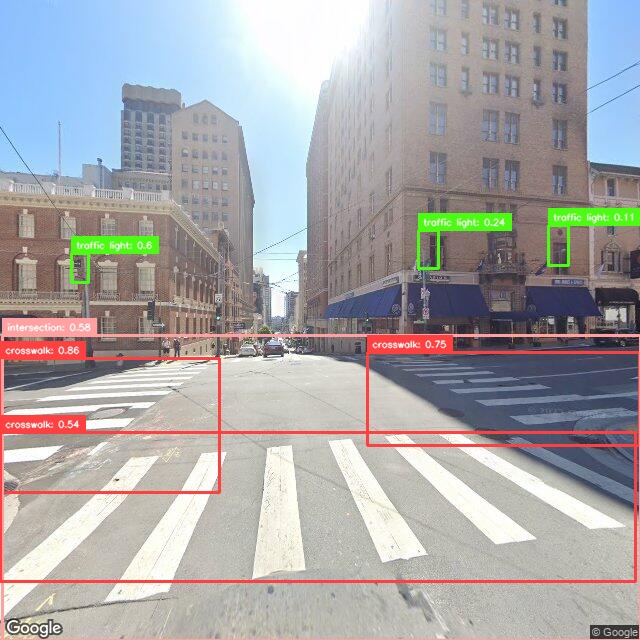 traffic light: 0.11
traffic light: 0.24
traffic light: 0.6
intersection: 0.58
crosswalk: 0.75
crosswalk: 0.86
crosswalk: 0.54
Google
© Google